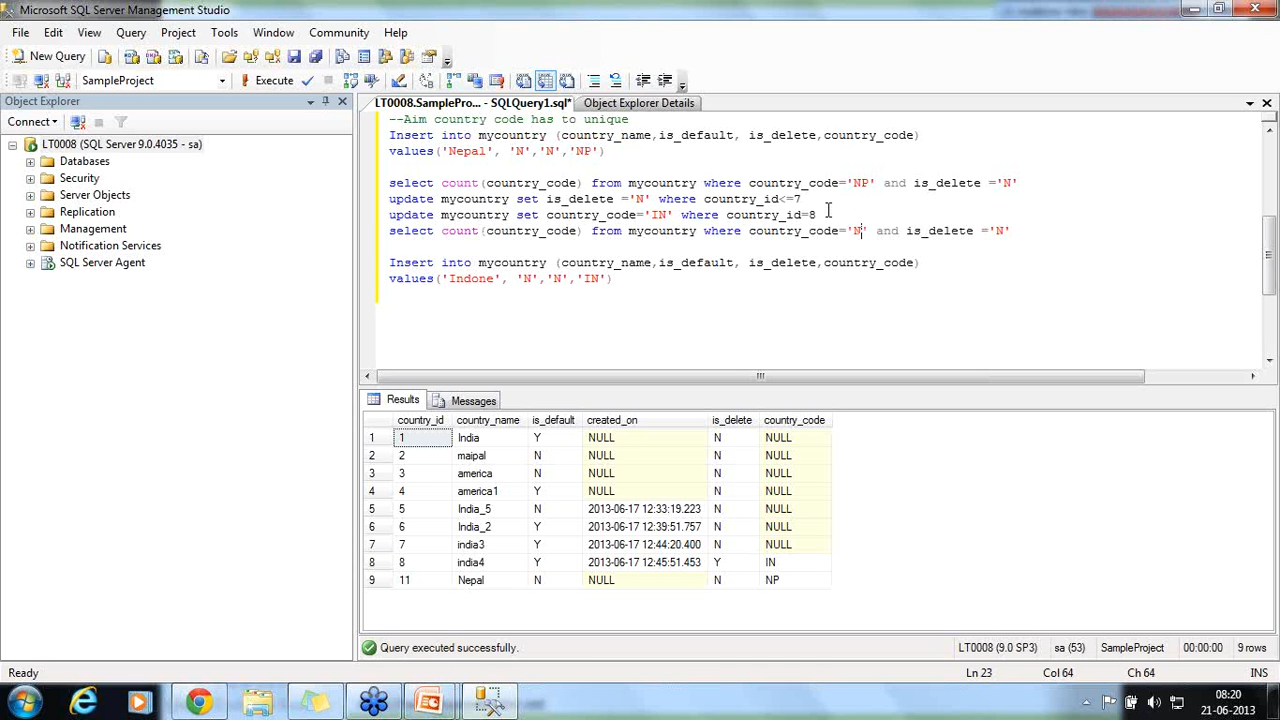 Microsoft SQL Server Management Studio
File Edit View Query Project Tools Window Community Help
New Query
SampleProject Execute
Object Explorer
LT0008.SamplePro... - SQLQuery1.sql* Object Explorer Details
Connect
LT0008 (SQL Server 9.0.4035 - sa)
Databases
Security
Server Objects
Replication
Management
Notification Services
SQL Server Agent
--Aim country code has to unique
Insert into mycountry (country_name,is_default, is_delete,country_code)
values('Nepal', 'N','N','NP')
select count(country_code) from mycountry where country_code='NP' and is_delete ='N'
update mycountry set is_delete ='N' where country_id<=7
update mycountry set country_code='IN' where country_id=8
select count(country_code) from mycountry where country_code='N' and is_delete ='N'
Insert into mycountry (country_name,is_default, is_delete,country_code)
values('Indone', 'N','N','IN')
Results Messages
country_id country_name is_default created_on is_delete country_code
1 1 India Y NULL N NULL
2 2 maipal N NULL N NULL
3 3 america N NULL N NULL
4 4 america1 Y NULL N NULL
5 5 India_5 N 2013-06-17 12:33:19.223 N NULL
6 6 India_2 Y 2013-06-17 12:39:51.757 N NULL
7 7 india3 Y 2013-06-17 12:44:20.400 N NULL
8 8 india4 Y 2013-06-17 12:45:51.453 Y IN
9 11 Nepal N NULL N NP
Query executed successfully. LT0008 (9.0 SP3) sa (53) SampleProject 00:00:00 9 rows
Ready Ln 23 Col 64 Ch 64 INS
08:20
21-06-2013